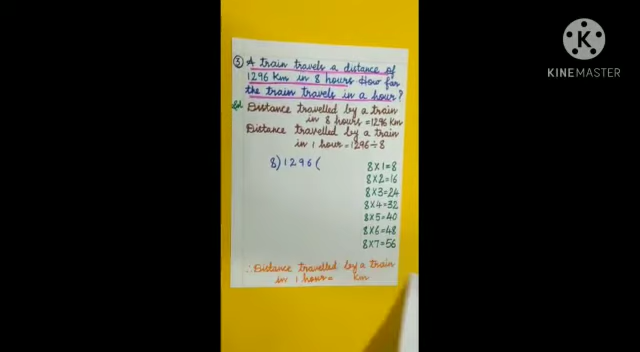 KINEMASTER
③ A train travels a distance of
1296 Km in 8 hours How far
the train travels in a hour?
Sol Distance travelled by a train
in 8 hours = 1296 Km
Distance travelled by a train
in 1 hour = 1296 ÷ 8
8)1296(
8×1=8
8×2=16
8×3=24
8×4=32
8×5=40
8×6=48
8×7=56
∴ Distance travelled by a train
in 1 hour = Km